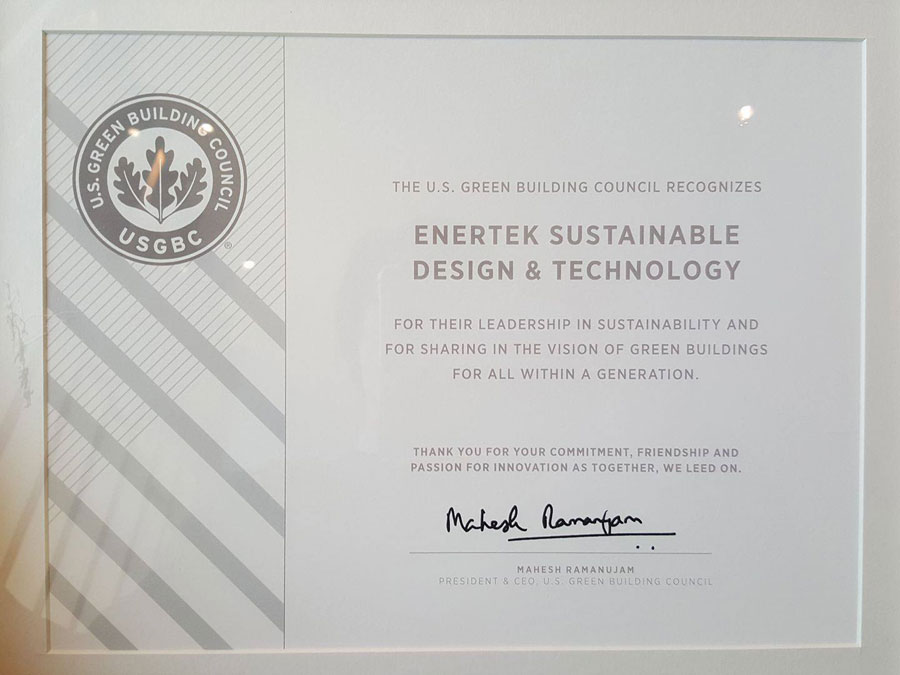 U.S. GREEN BUILDING COUNCIL
USGBC
®
THE U.S. GREEN BUILDING COUNCIL RECOGNIZES
ENERTEK SUSTAINABLE
DESIGN & TECHNOLOGY
FOR THEIR LEADERSHIP IN SUSTAINABILITY AND
FOR SHARING IN THE VISION OF GREEN BUILDINGS
FOR ALL WITHIN A GENERATION.
THANK YOU FOR YOUR COMMITMENT, FRIENDSHIP AND
PASSION FOR INNOVATION AS TOGETHER, WE LEED ON.
Mahesh Ramanujam
MAHESH RAMANUJAM
PRESIDENT & CEO, U.S. GREEN BUILDING COUNCIL